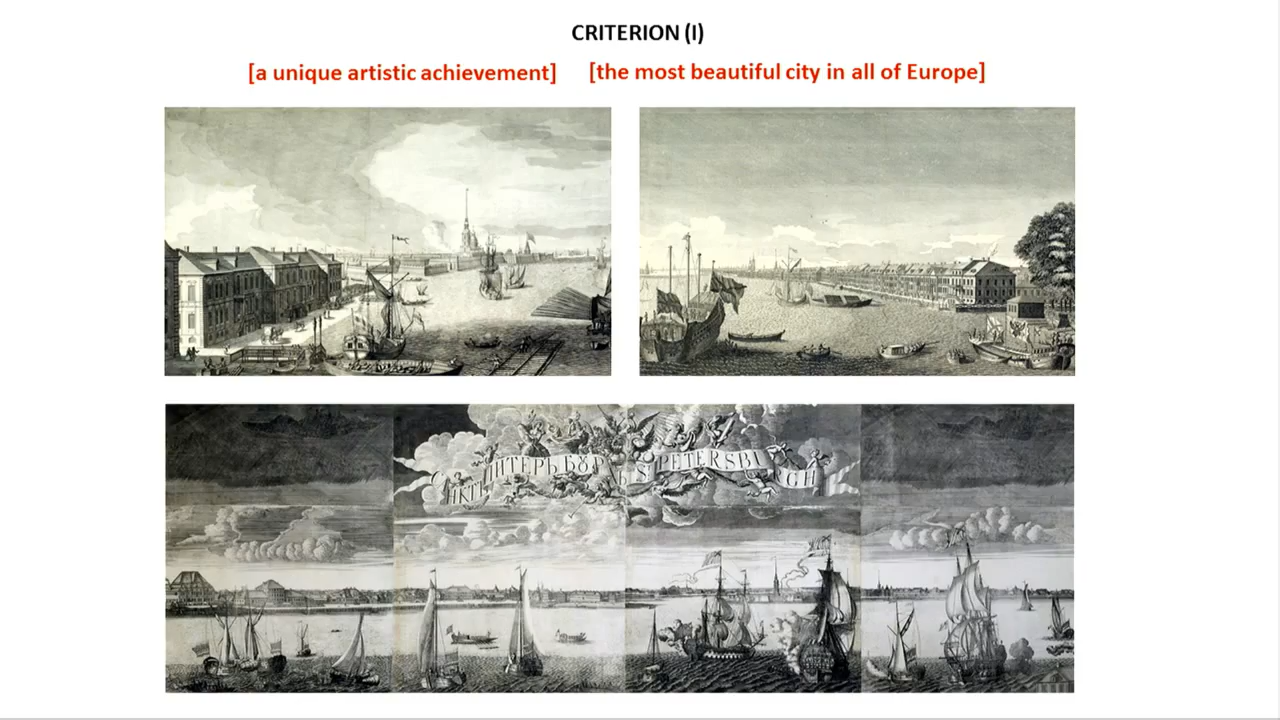 CRITERION (I)
[a unique artistic achievement] [the most beautiful city in all of Europe]